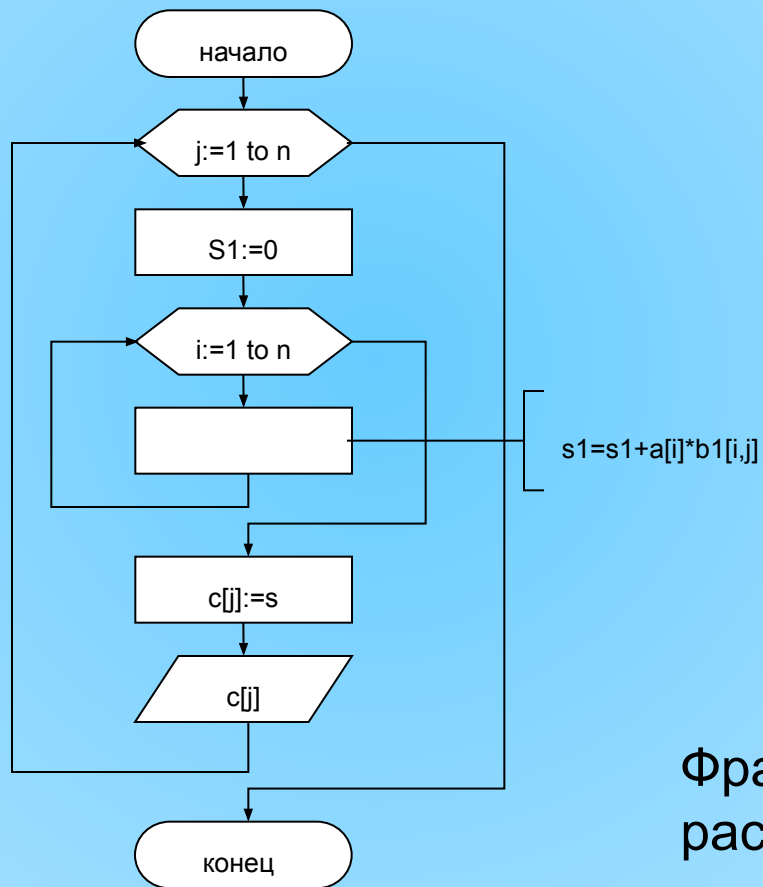 начало
j:=1 to n
S1:=0
i:=1 to n
s1=s1+a[i]*b1[i,j]
c[j]:=s
c[j]
конец